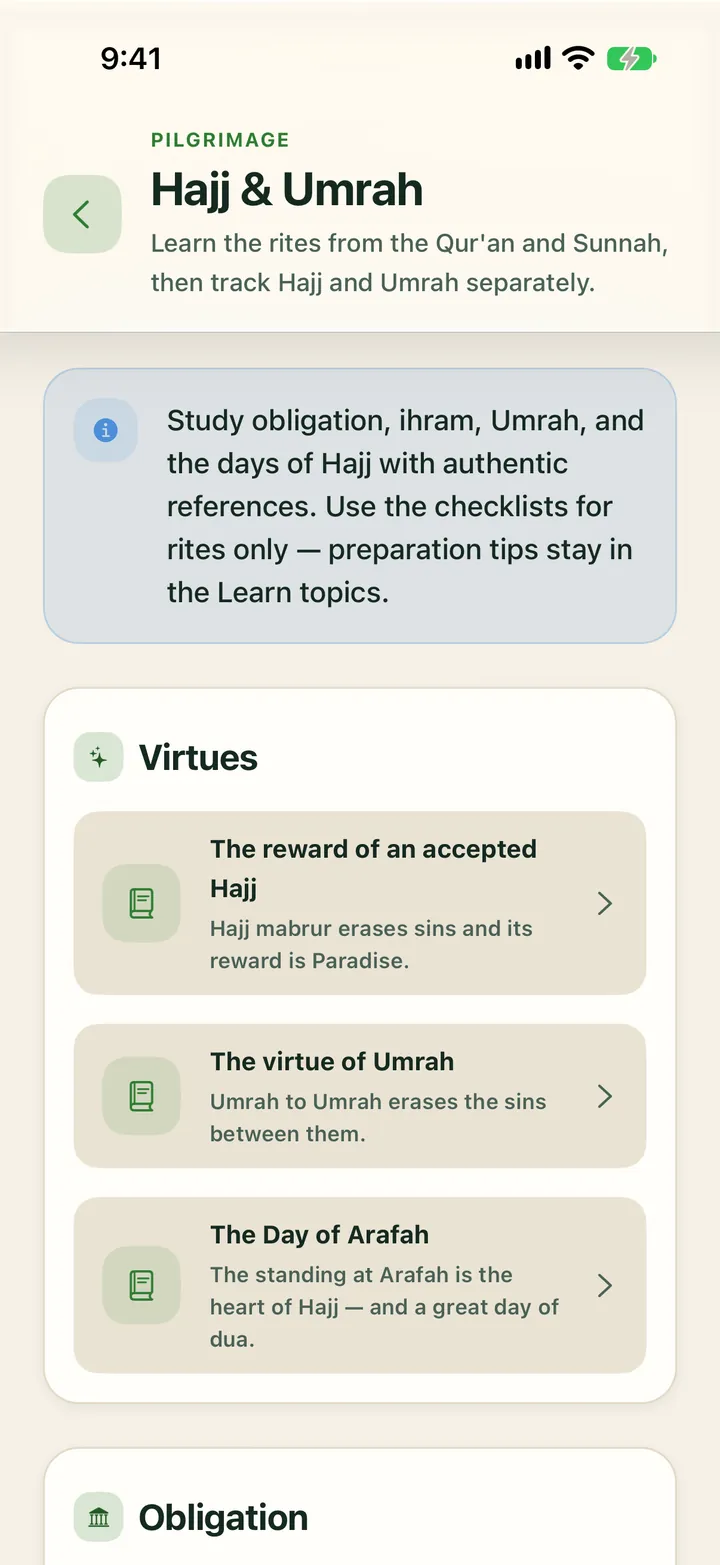 9:41
PILGRIMAGE
Hajj & Umrah
Learn the rites from the Qur'an and Sunnah,
then track Hajj and Umrah separately.
Study obligation, ihram, Umrah, and
the days of Hajj with authentic
references. Use the checklists for
rites only — preparation tips stay in
the Learn topics.
Virtues
The reward of an accepted
Hajj
Hajj mabrur erases sins and its
reward is Paradise.
The virtue of Umrah
Umrah to Umrah erases the sins
between them.
The Day of Arafah
The standing at Arafah is the
heart of Hajj — and a great day of
dua.
Obligation